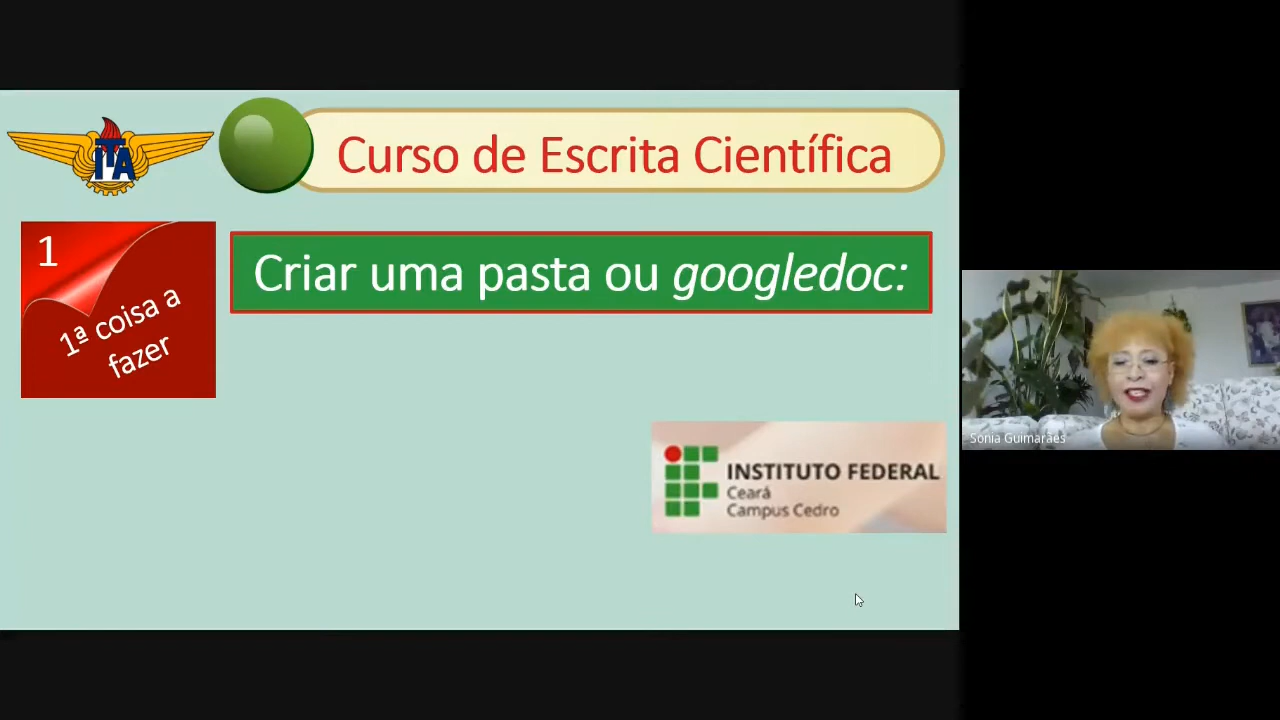 ITA
Curso de Escrita Científica
1
1ª coisa a
fazer
Criar uma pasta ou googledoc:
INSTITUTO FEDERAL
Ceará
Campus Cedro
Sonia Guimarães